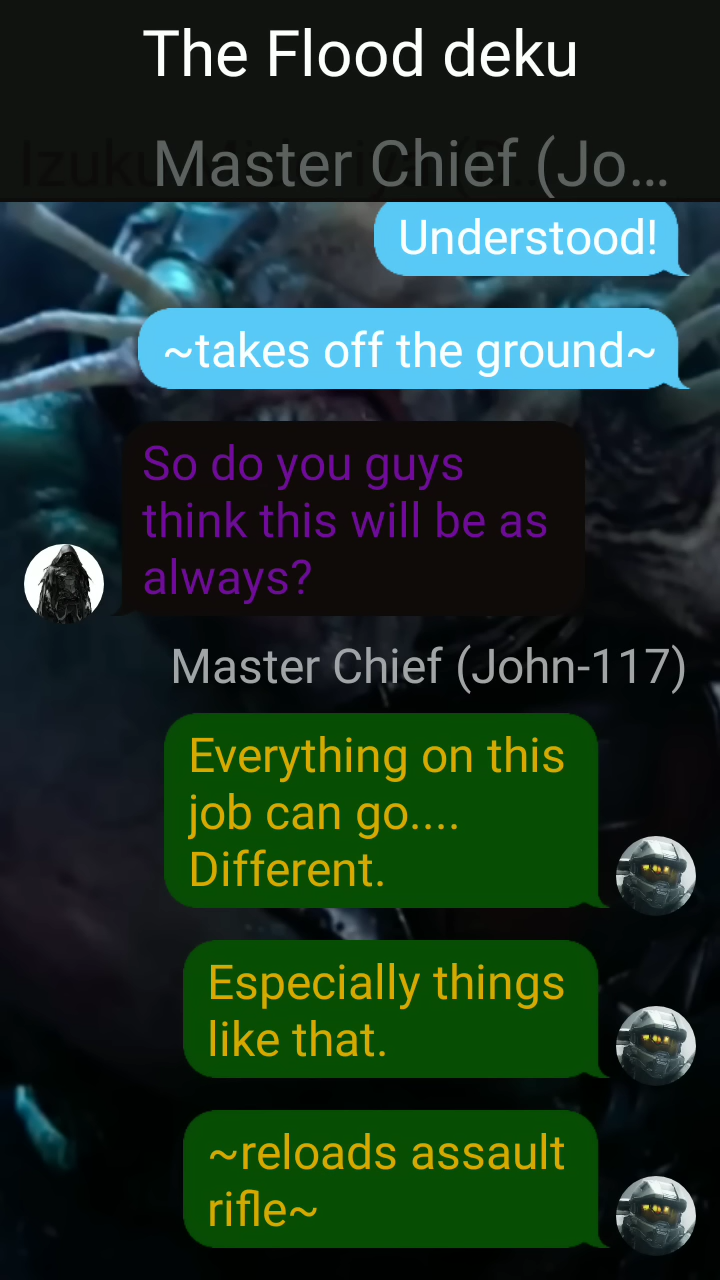 The Flood deku
Izuku
Master Chief (Jo...
Understood!
~takes off the ground~
So do you guys
think this will be as
always?
Master Chief (John-117)
Everything on this
job can go....
Different.
Especially things
like that.
~reloads assault
rifle~